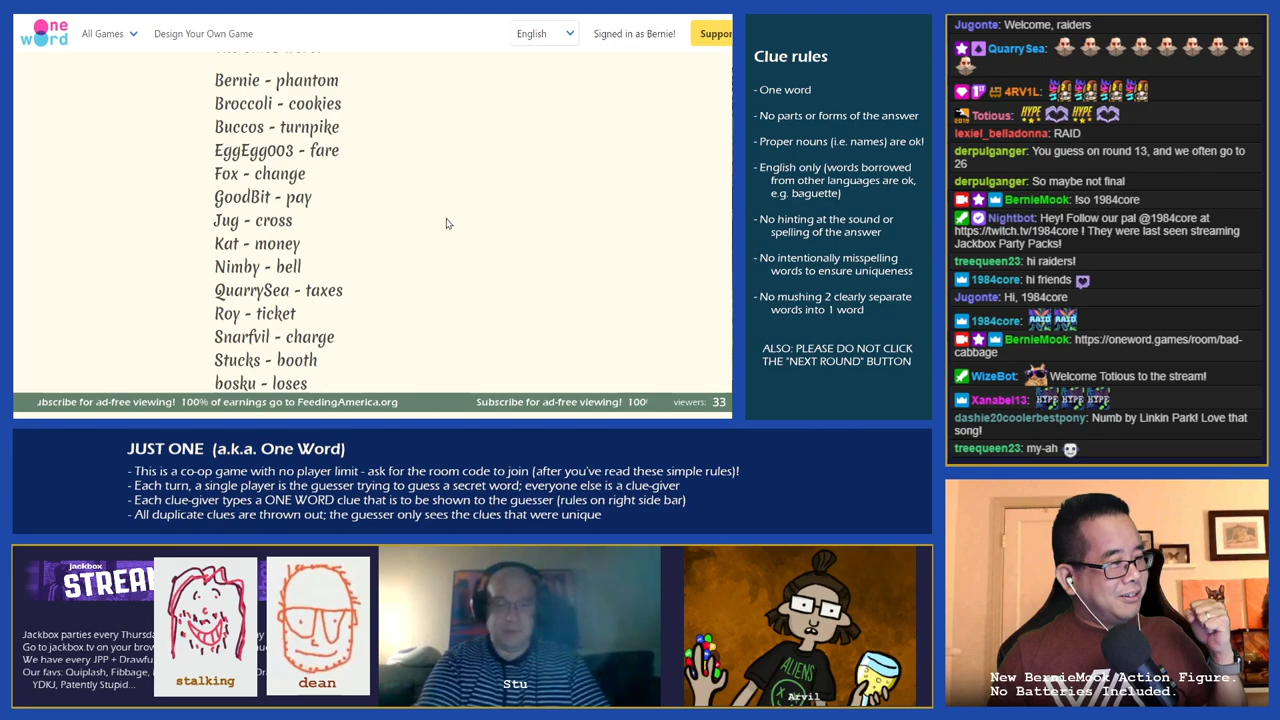 One
word
All Games
Design Your Own Game
English
Signed in as Bernie!
Suppor
Bernie - phantom
Broccoli - cookies
Buccos - turnpike
EggEgg003 - fare
Fox - change
GoodBit - pay
Jug - cross
Kat - money
Nimby - bell
QuarrySea - taxes
Roy - ticket
Snarfvil - charge
Stucks - booth
bosku - loses
ubscribe for ad-free viewing! 100% of earnings go to FeedingAmerica.org
Subscribe for ad-free viewing! 100
viewers: 33
Clue rules
- One word
- No parts or forms of the answer
- Proper nouns (i.e. names) are ok!
- English only (words borrowed
from other languages are ok,
e.g. baguette)
- No hinting at the sound or
spelling of the answer
- No intentionally misspelling
words to ensure uniqueness
- No mushing 2 clearly separate
words into 1 word
ALSO: PLEASE DO NOT CLICK
THE "NEXT ROUND" BUTTON
JUST ONE (a.k.a. One Word)
- This is a co-op game with no player limit - ask for the room code to join (after you've read these simple rules)!
- Each turn, a single player is the guesser trying to guess a secret word; everyone else is a clue-giver
- Each clue-giver types a ONE WORD clue that is to be shown to the guesser (rules on right side bar)
- All duplicate clues are thrown out; the guesser only sees the clues that were unique
Jugonte: Welcome, raiders
QuarrySea:
4RV1L:
Totious: HYPE HYPE
lexiel_belladonna: RAID
derpulganger: You guess on round 13, and we often go to
26
derpulganger: So maybe not final
BernieMook: !so 1984core
Nightbot: Hey! Follow our pal @1984core at
https://twitch.tv/1984core ! They were last seen streaming
Jackbox Party Packs!
treequeen23: hi raiders!
1984core: hi friends
Jugonte: Hi, 1984core
1984core: RAID RAID
BernieMook: https://oneword.games/room/bad-
cabbage
WizeBot: Welcome Totious to the stream!
Xanabel13: HYPE HYPE HYPE
dashie20coolerbestpony: Numb by Linkin Park! Love that
song!
treequeen23: my-ah
jackbox
STREA
Jackbox parties every Thursda
Go to jackbox.tv on your brow
We have every JPP + Drawfu
Our favs: Quiplash, Fibbage,
YDKJ, Patently Stupid...
stalking
dean
Stu
ALIENS
Arvil
New BernieMook Action Figure.
No Batteries Included.